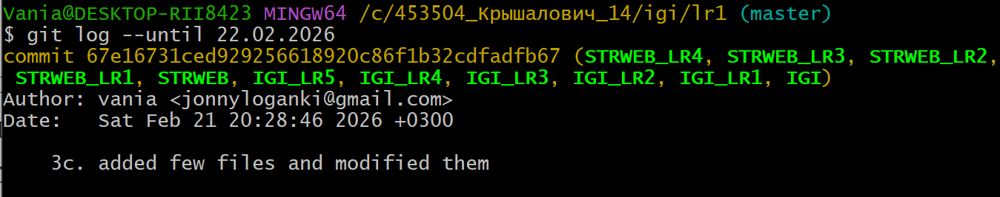 Vania@DESKTOP-RII8423 MINGW64 /c/453504_Крышалович_14/igi/lr1 (master)
$ git log --until 22.02.2026
commit 67e16731ced929256618920c86f1b32cdfadfb67 (STRWEB_LR4, STRWEB_LR3, STRWEB_LR2,
STRWEB_LR1, STRWEB, IGI_LR5, IGI_LR4, IGI_LR3, IGI_LR2, IGI_LR1, IGI)
Author: vania <jonnyloganki@gmail.com>
Date:   Sat Feb 21 20:28:46 2026 +0300
3c. added few files and modified them